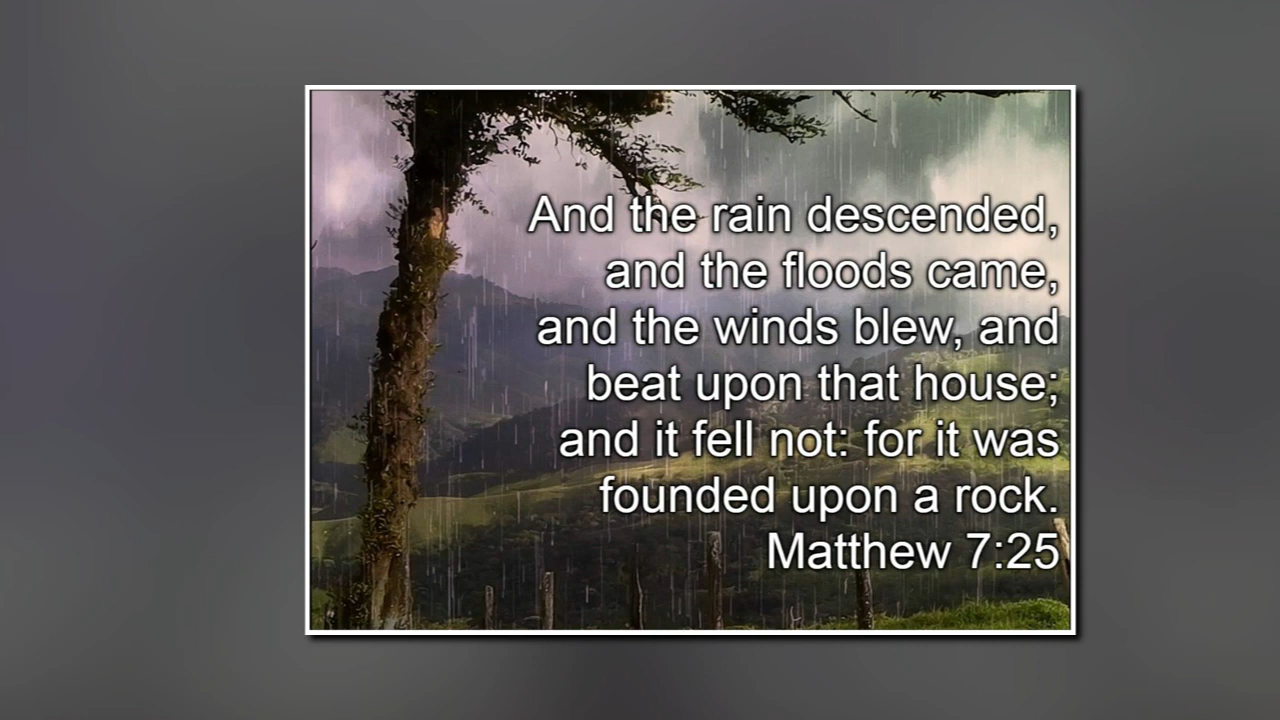 And the rain descended,
and the floods came,
and the winds blew, and
beat upon that house;
and it fell not: for it was
founded upon a rock.
Matthew 7:25